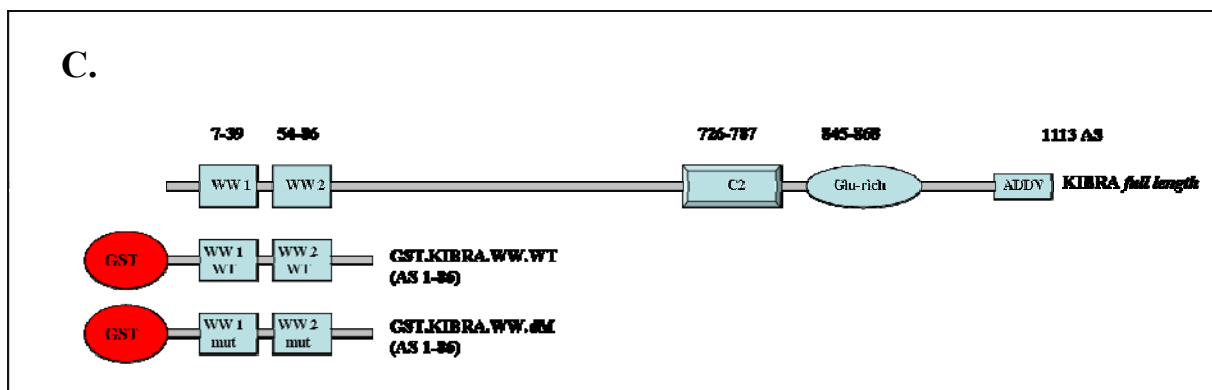 C.
7-39 54-86 726-787 845-868 1113 AS
WW 1 WW 2 C2 Glu-rich ADDV KIBRA full length
GST WW 1 WT WW 2 WT GST.KIBRA.WW.WT
(AS 1-86)
GST WW 1 mut WW 2 mut GST.KIBRA.WW.dM
(AS 1-86)